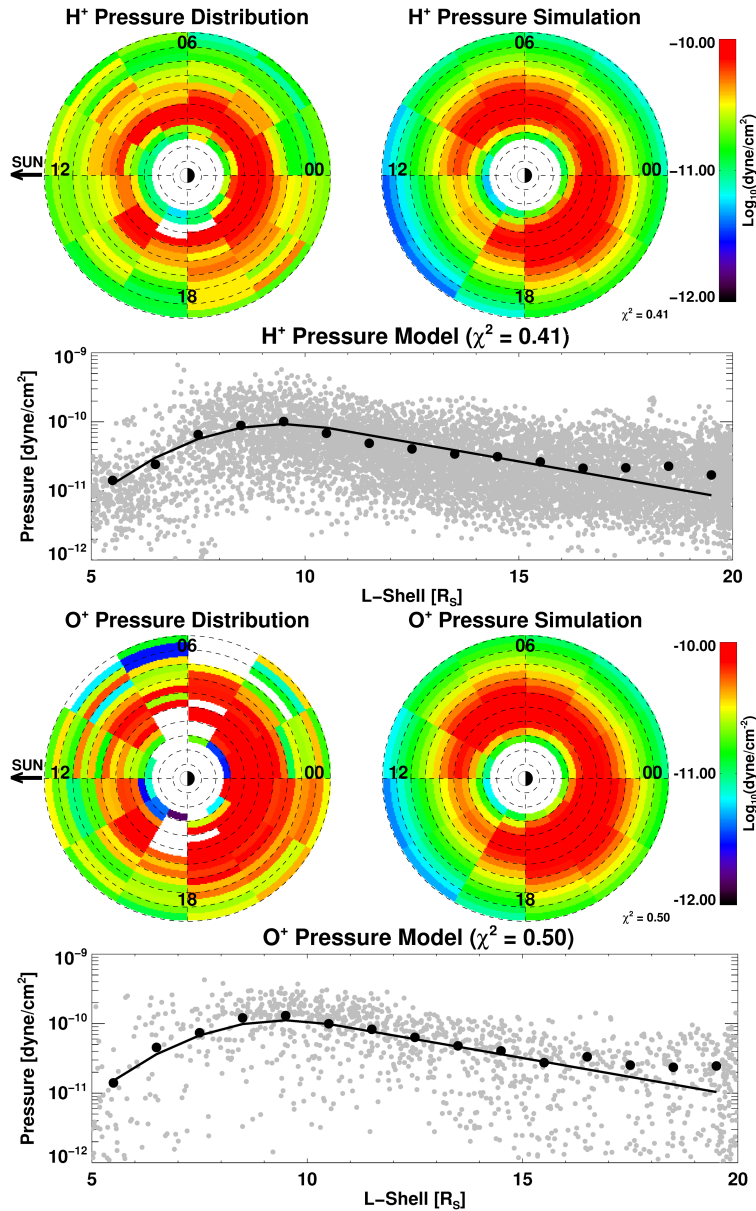 H⁺ Pressure Distribution
H⁺ Pressure Simulation
06
06
−10.00
SUN
12
00
12
00
−11.00
Log₁₀(dyne/cm²)
18
18
−12.00
χ² = 0.41
H⁺ Pressure Model (χ² = 0.41)
10⁻⁹
10⁻¹⁰
10⁻¹¹
10⁻¹²
Pressure [dyne/cm²]
5
10
15
20
L−Shell [R_S]
O⁺ Pressure Distribution
O⁺ Pressure Simulation
06
06
-10.00
SUN
12
00
12
00
-11.00
Log₁₀(dyne/cm⁻²)
18
18
-12.00
χ² = 0.50
O⁺ Pressure Model (χ² = 0.50)
10⁻⁹
10⁻¹⁰
10⁻¹¹
10⁻¹²
Pressure [dyne/cm²]
5
10
15
20
L−Shell [R_S]